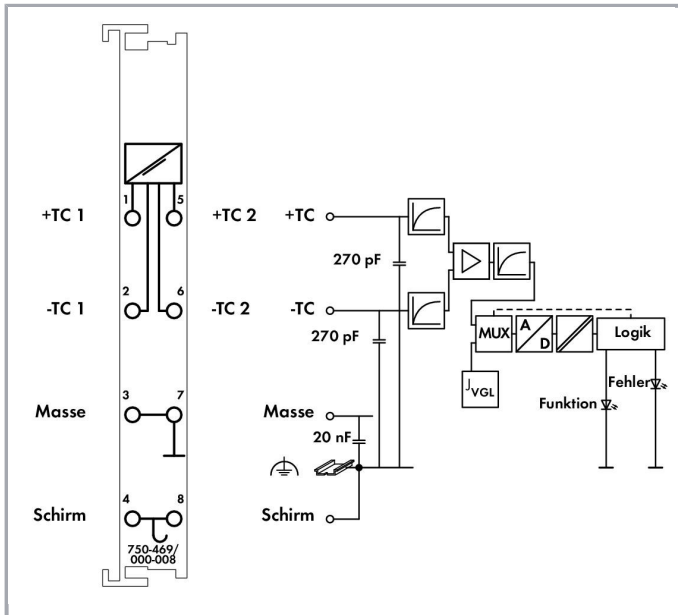 1
5
+TC 1
+TC 2
+TC
270 pF
2
6
-TC 1
-TC 2
-TC
270 pF
MUX
A
D
Logik
J VGL
Fehler
Funktion
3
7
Masse
Masse
20 nF
4
8
Schirm
Schirm
750-469/
000-008